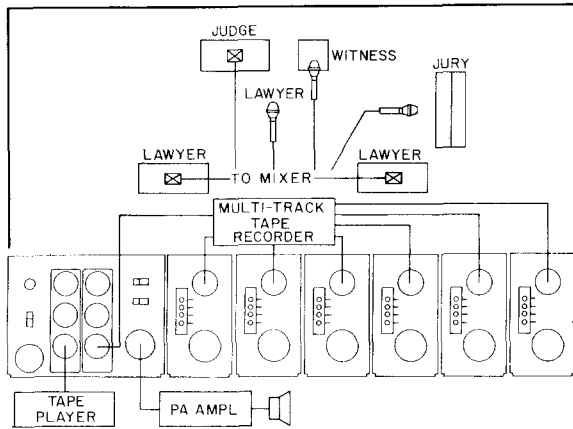 JUDGE
WITNESS
JURY
LAWYER
LAWYER
LAWYER
TO MIXER
MULTI-TRACK
TAPE
RECORDER
TAPE
PLAYER
PA AMPL